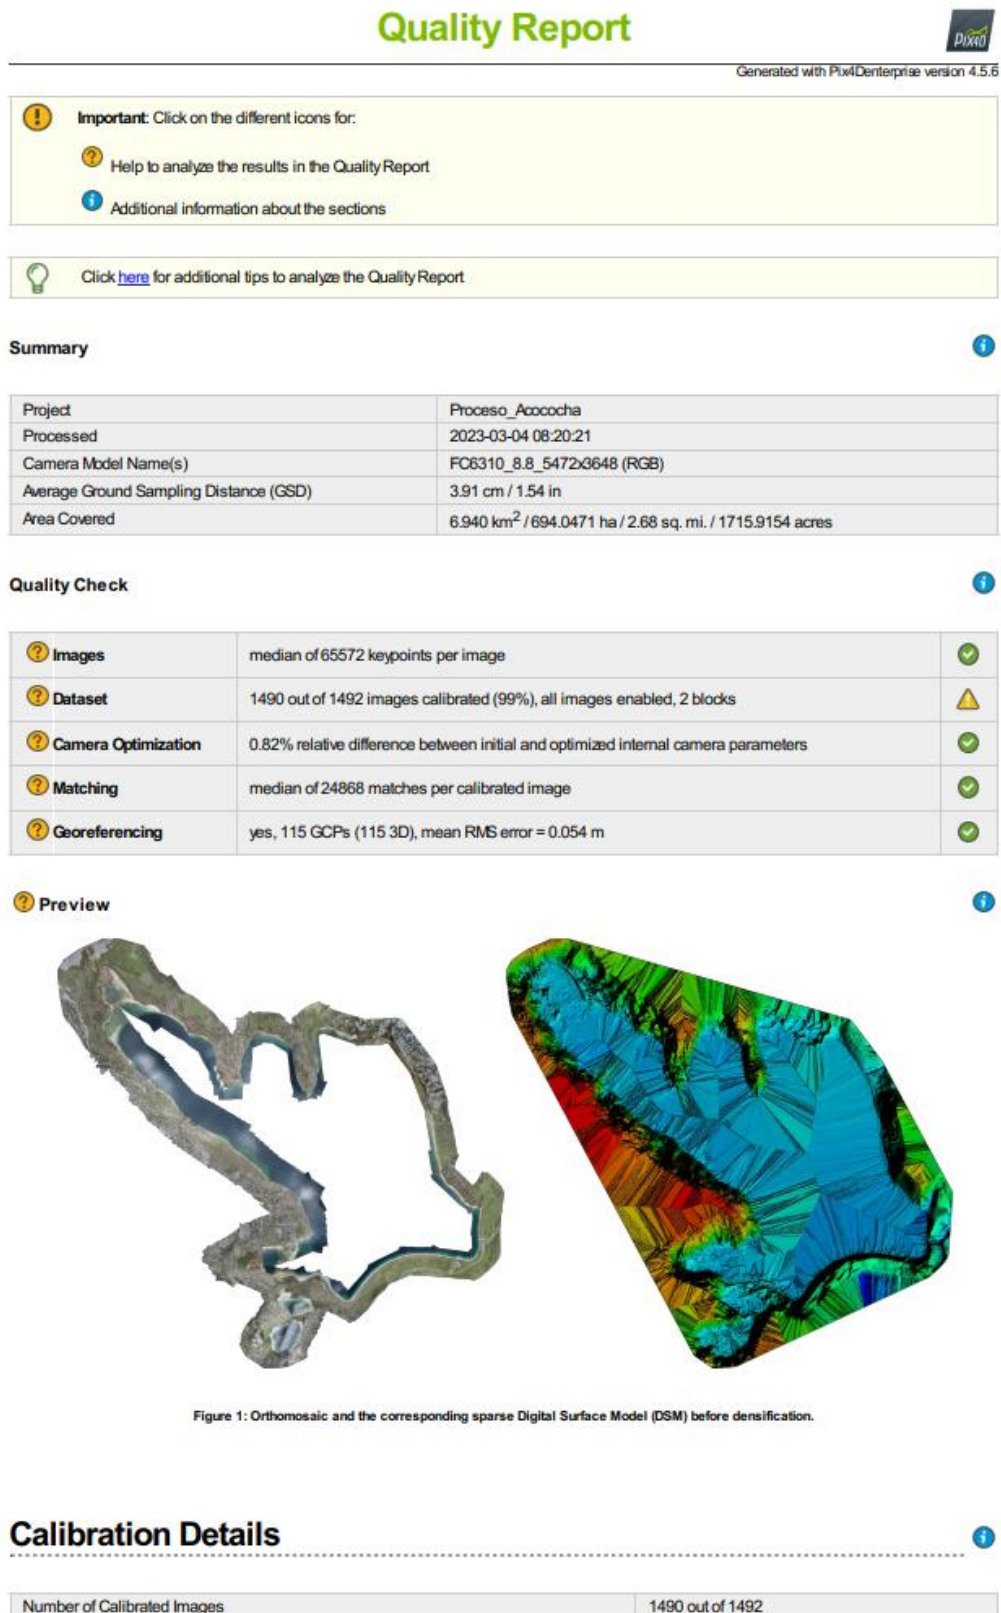 Quality Report
PIX4D
Generated with Pix4Denterprise version 4.5.6
Important: Click on the different icons for:
Help to analyze the results in the Quality Report
Additional information about the sections
Click here for additional tips to analyze the Quality Report
Summary
Project Proceso_Acococha
Processed 2023-03-04 08:20:21
Camera Model Name(s) FC6310_8.8_5472x3648 (RGB)
Average Ground Sampling Distance (GSD) 3.91 cm / 1.54 in
Area Covered 6.940 km2 / 694.0471 ha / 2.68 sq. mi. / 1715.9154 acres
Quality Check
Images median of 65572 keypoints per image
Dataset 1490 out of 1492 images calibrated (99%), all images enabled, 2 blocks
Camera Optimization 0.82% relative difference between initial and optimized internal camera parameters
Matching median of 24868 matches per calibrated image
Georeferencing yes, 115 GCPs (115 3D), mean RMS error = 0.054 m
Preview
Figure 1: Orthomosaic and the corresponding sparse Digital Surface Model (DSM) before densification.
Calibration Details
Number of Calibrated Images 1490 out of 1492